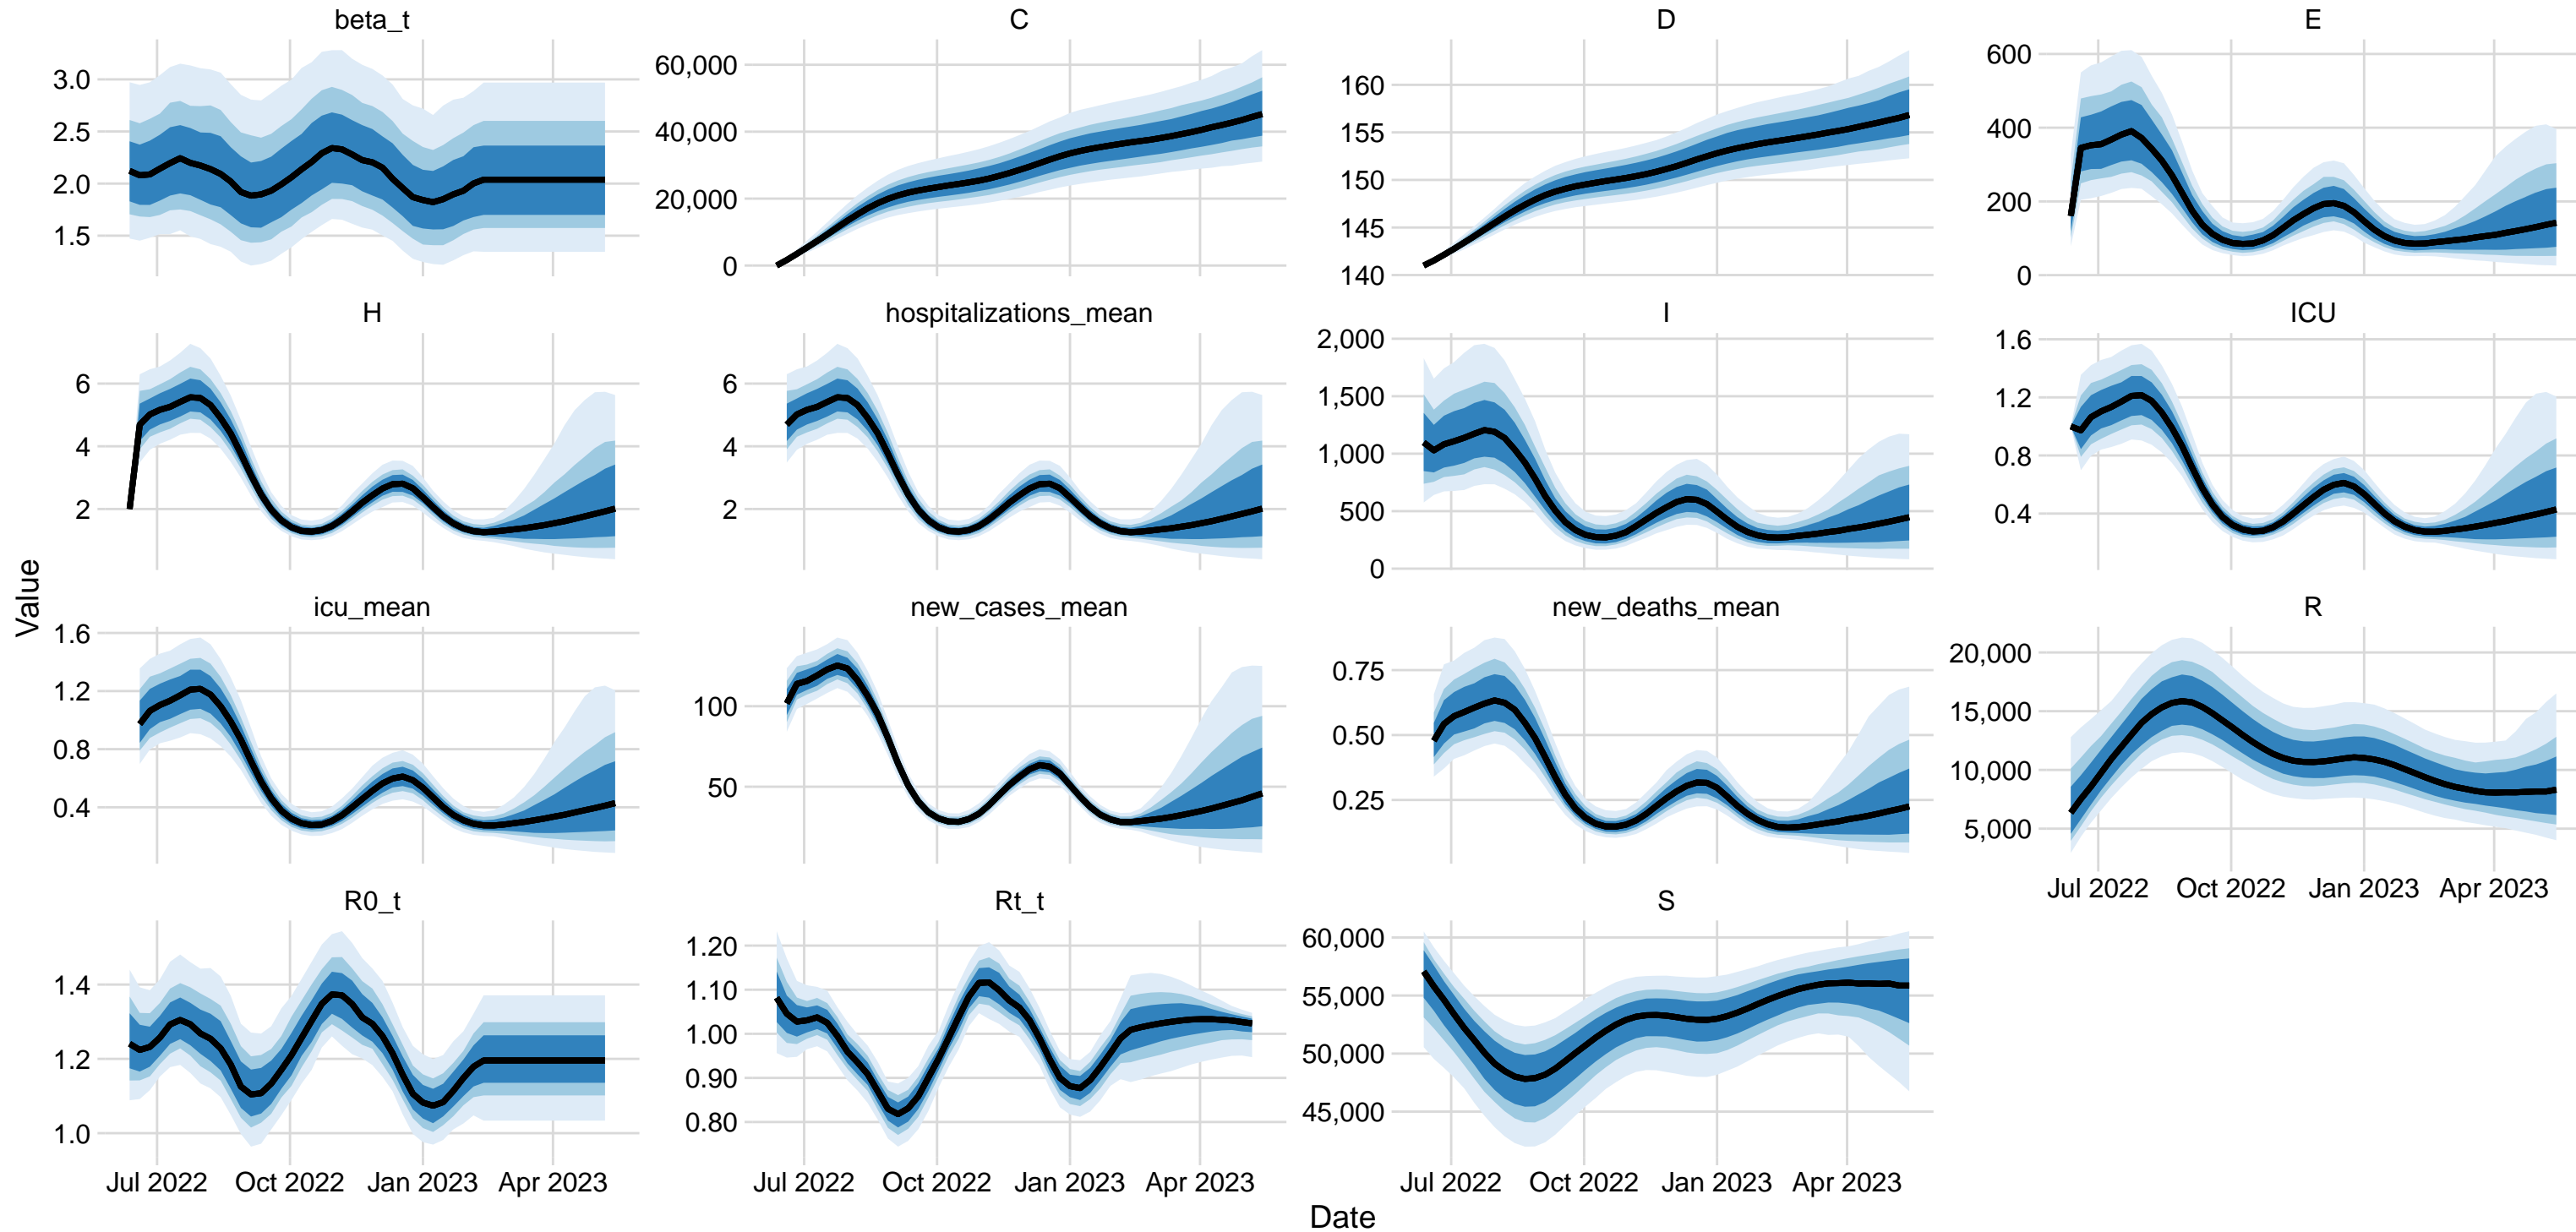 beta_t
C
D
E
3.0
2.5
2.0
1.5
60,000
40,000
20,000
0
160
155
150
145
140
600
400
200
0
H
hospitalizations_mean
I
ICU
6
4
2
6
4
2
2,000
1,500
1,000
500
0
1.6
1.2
0.8
0.4
Value
icu_mean
new_cases_mean
new_deaths_mean
R
1.6
1.2
0.8
0.4
100
50
0.75
0.50
0.25
20,000
15,000
10,000
5,000
Jul 2022 Oct 2022 Jan 2023 Apr 2023
R0_t
Rt_t
S
1.4
1.2
1.0
1.20
1.10
1.00
0.90
0.80
60,000
55,000
50,000
45,000
Jul 2022 Oct 2022 Jan 2023 Apr 2023
Jul 2022 Oct 2022 Jan 2023 Apr 2023
Jul 2022 Oct 2022 Jan 2023 Apr 2023
Date